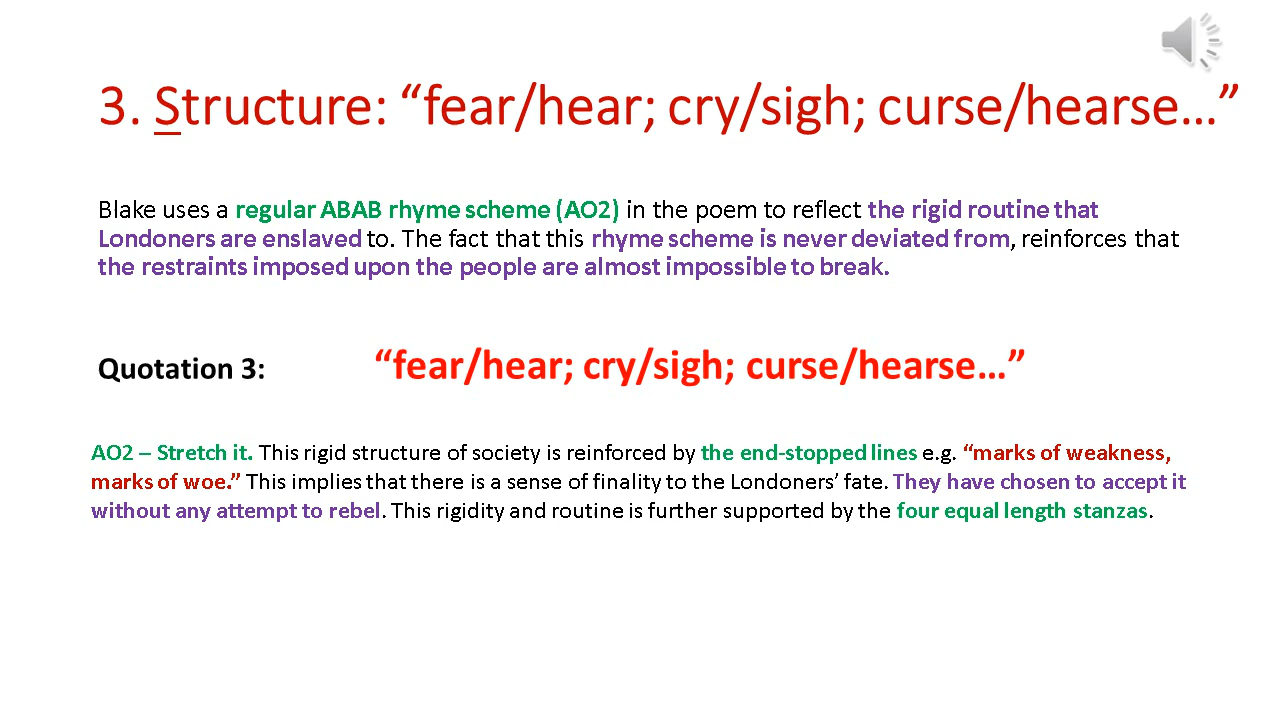 3. Structure: “fear/hear; cry/sigh; curse/hearse…”
Blake uses a regular ABAB rhyme scheme (AO2) in the poem to reflect the rigid routine that
Londoners are enslaved to. The fact that this rhyme scheme is never deviated from, reinforces that
the restraints imposed upon the people are almost impossible to break.
Quotation 3: “fear/hear; cry/sigh; curse/hearse…”
AO2 – Stretch it. This rigid structure of society is reinforced by the end-stopped lines e.g. “marks of weakness,
marks of woe.” This implies that there is a sense of finality to the Londoners’ fate. They have chosen to accept it
without any attempt to rebel. This rigidity and routine is further supported by the four equal length stanzas.